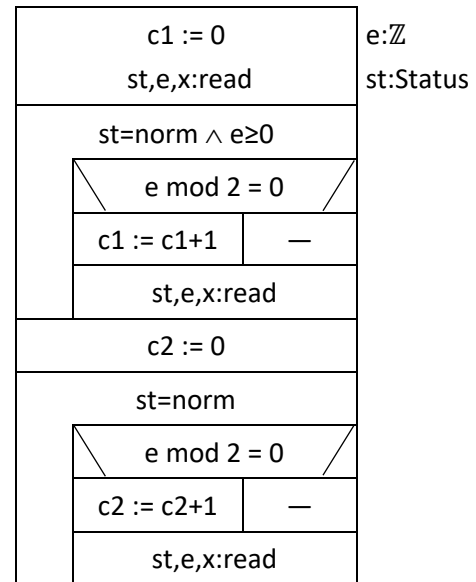 c1 := 0 e:ℤ
st,e,x:read st:Status
st=norm ∧ e≥0
e mod 2 = 0
c1 := c1+1 —
st,e,x:read
c2 := 0
st=norm
e mod 2 = 0
c2 := c2+1 —
st,e,x:read